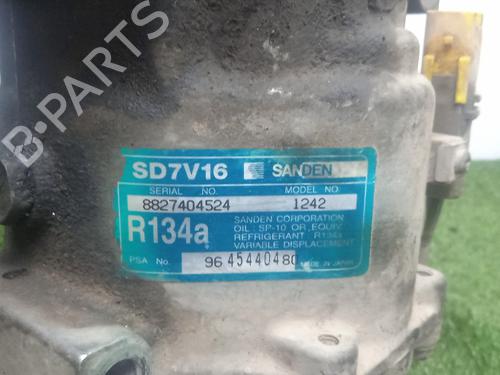 B-PARTS
SD7V16 SANDEN
SERIAL NO. MODEL NO.
8827404524 1242
R134a
SANDEN CORPORATION
OIL : SP-10 OR, EQUIV.
REFRIGERANT R134a
VARIABLE DISPLACEMENT
PSA No. 9645440480 MADE IN JAPAN